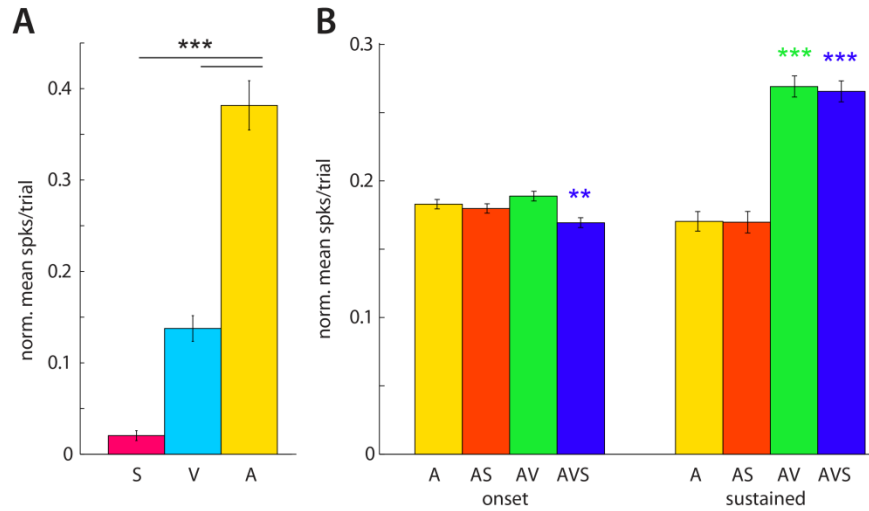 A
norm. mean spks/trial
0.4
0.3
0.2
0.1
0
***
S V A
B
norm. mean spks/trial
0.3
0.2
0.1
0
**
*** ***
A AS AV AVS A AS AV AVS
onset sustained